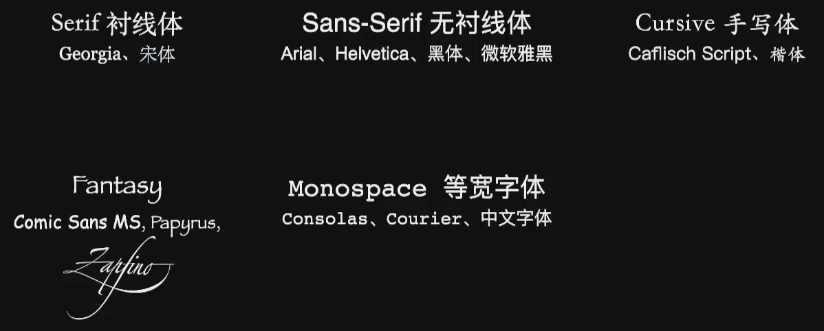 Serif 衬线体
Georgia、宋体
Sans-Serif 无衬线体
Arial、Helvetica、黑体、微软雅黑
Cursive 手写体
Caflisch Script、楷体
Fantasy
Comic Sans MS, Papyrus,
Zapfino
Monospace 等宽字体
Consolas、Courier、中文字体